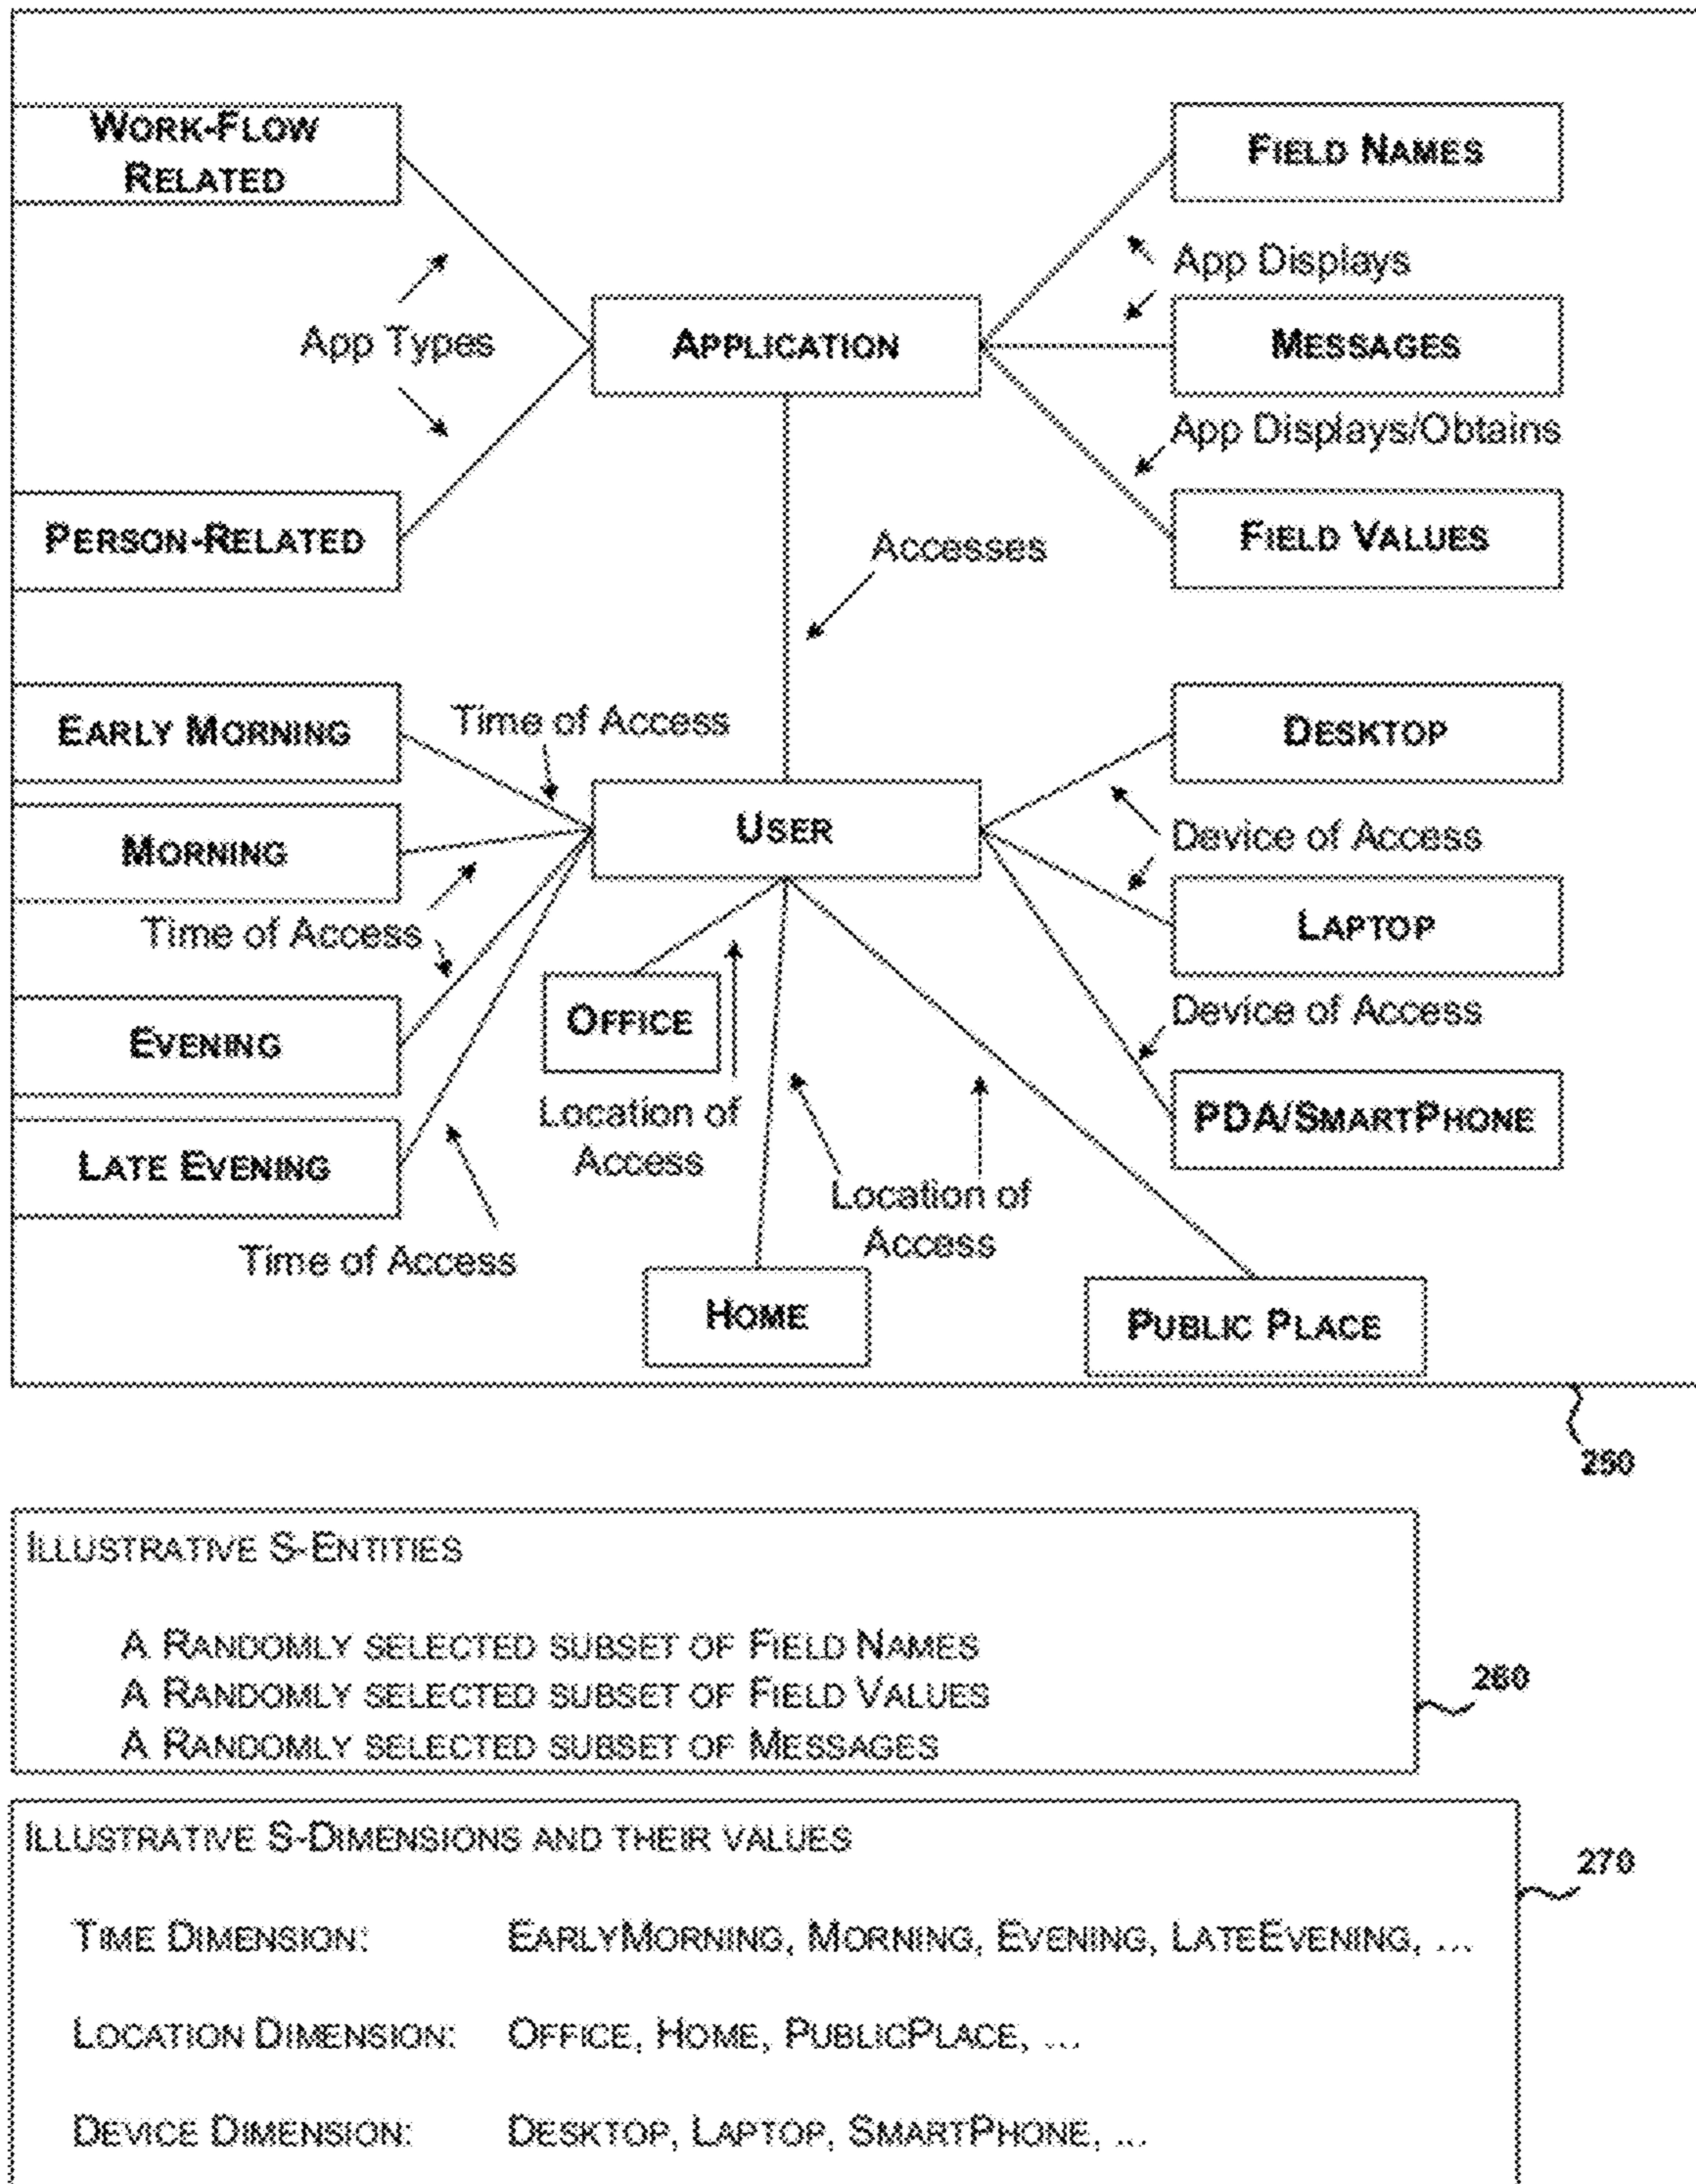 WORK-FLOW
RELATED
FIELD NAMES
App Displays
App Types
APPLICATION
MESSAGES
App Displays/Obtains
PERSON-RELATED
FIELD VALUES
Accesses
EARLY MORNING
Time of Access
DESKTOP
MORNING
USER
Device of Access
Time of Access
LAPTOP
OFFICE
Device of Access
EVENING
Location of
Access
PDA/SMARTPHONE
LATE EVENING
Location of
Access
Time of Access
HOME
PUBLIC PLACE
250
ILLUSTRATIVE S-ENTITIES
A RANDOMLY SELECTED SUBSET OF FIELD NAMES
A RANDOMLY SELECTED SUBSET OF FIELD VALUES
A RANDOMLY SELECTED SUBSET OF MESSAGES
260
ILLUSTRATIVE S-DIMENSIONS AND THEIR VALUES
270
TIME DIMENSION: EARLYMORNING, MORNING, EVENING, LATEEVENING, ...
LOCATION DIMENSION: OFFICE, HOME, PUBLICPLACE, ...
DEVICE DIMENSION: DESKTOP, LAPTOP, SMARTPHONE, ...